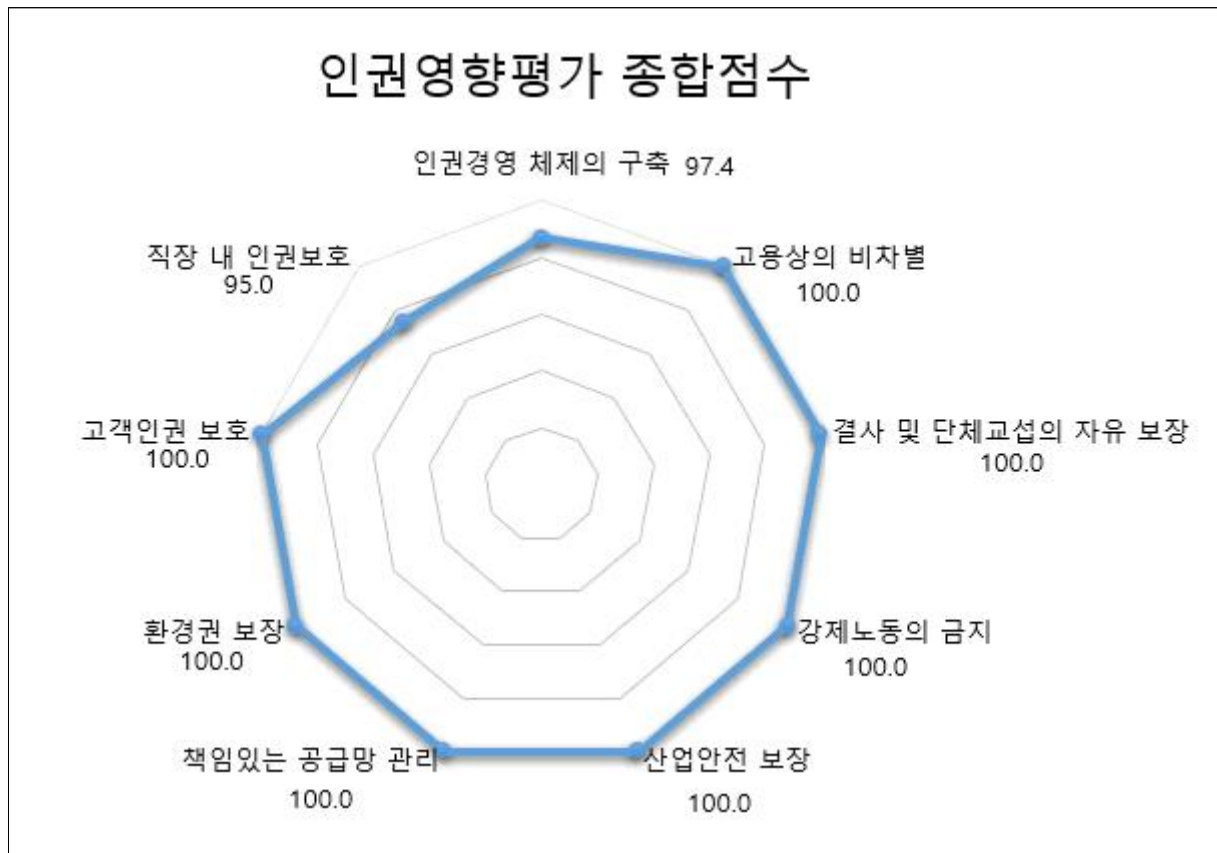 인권영향평가 종합점수
인권경영 체제의 구축 97.4
직장 내 인권보호
95.0
고용상의 비차별
100.0
고객인권 보호
100.0
결사 및 단체교섭의 자유 보장
100.0
환경권 보장
100.0
강제노동의 금지
100.0
책임있는 공급망 관리
100.0
산업안전 보장
100.0